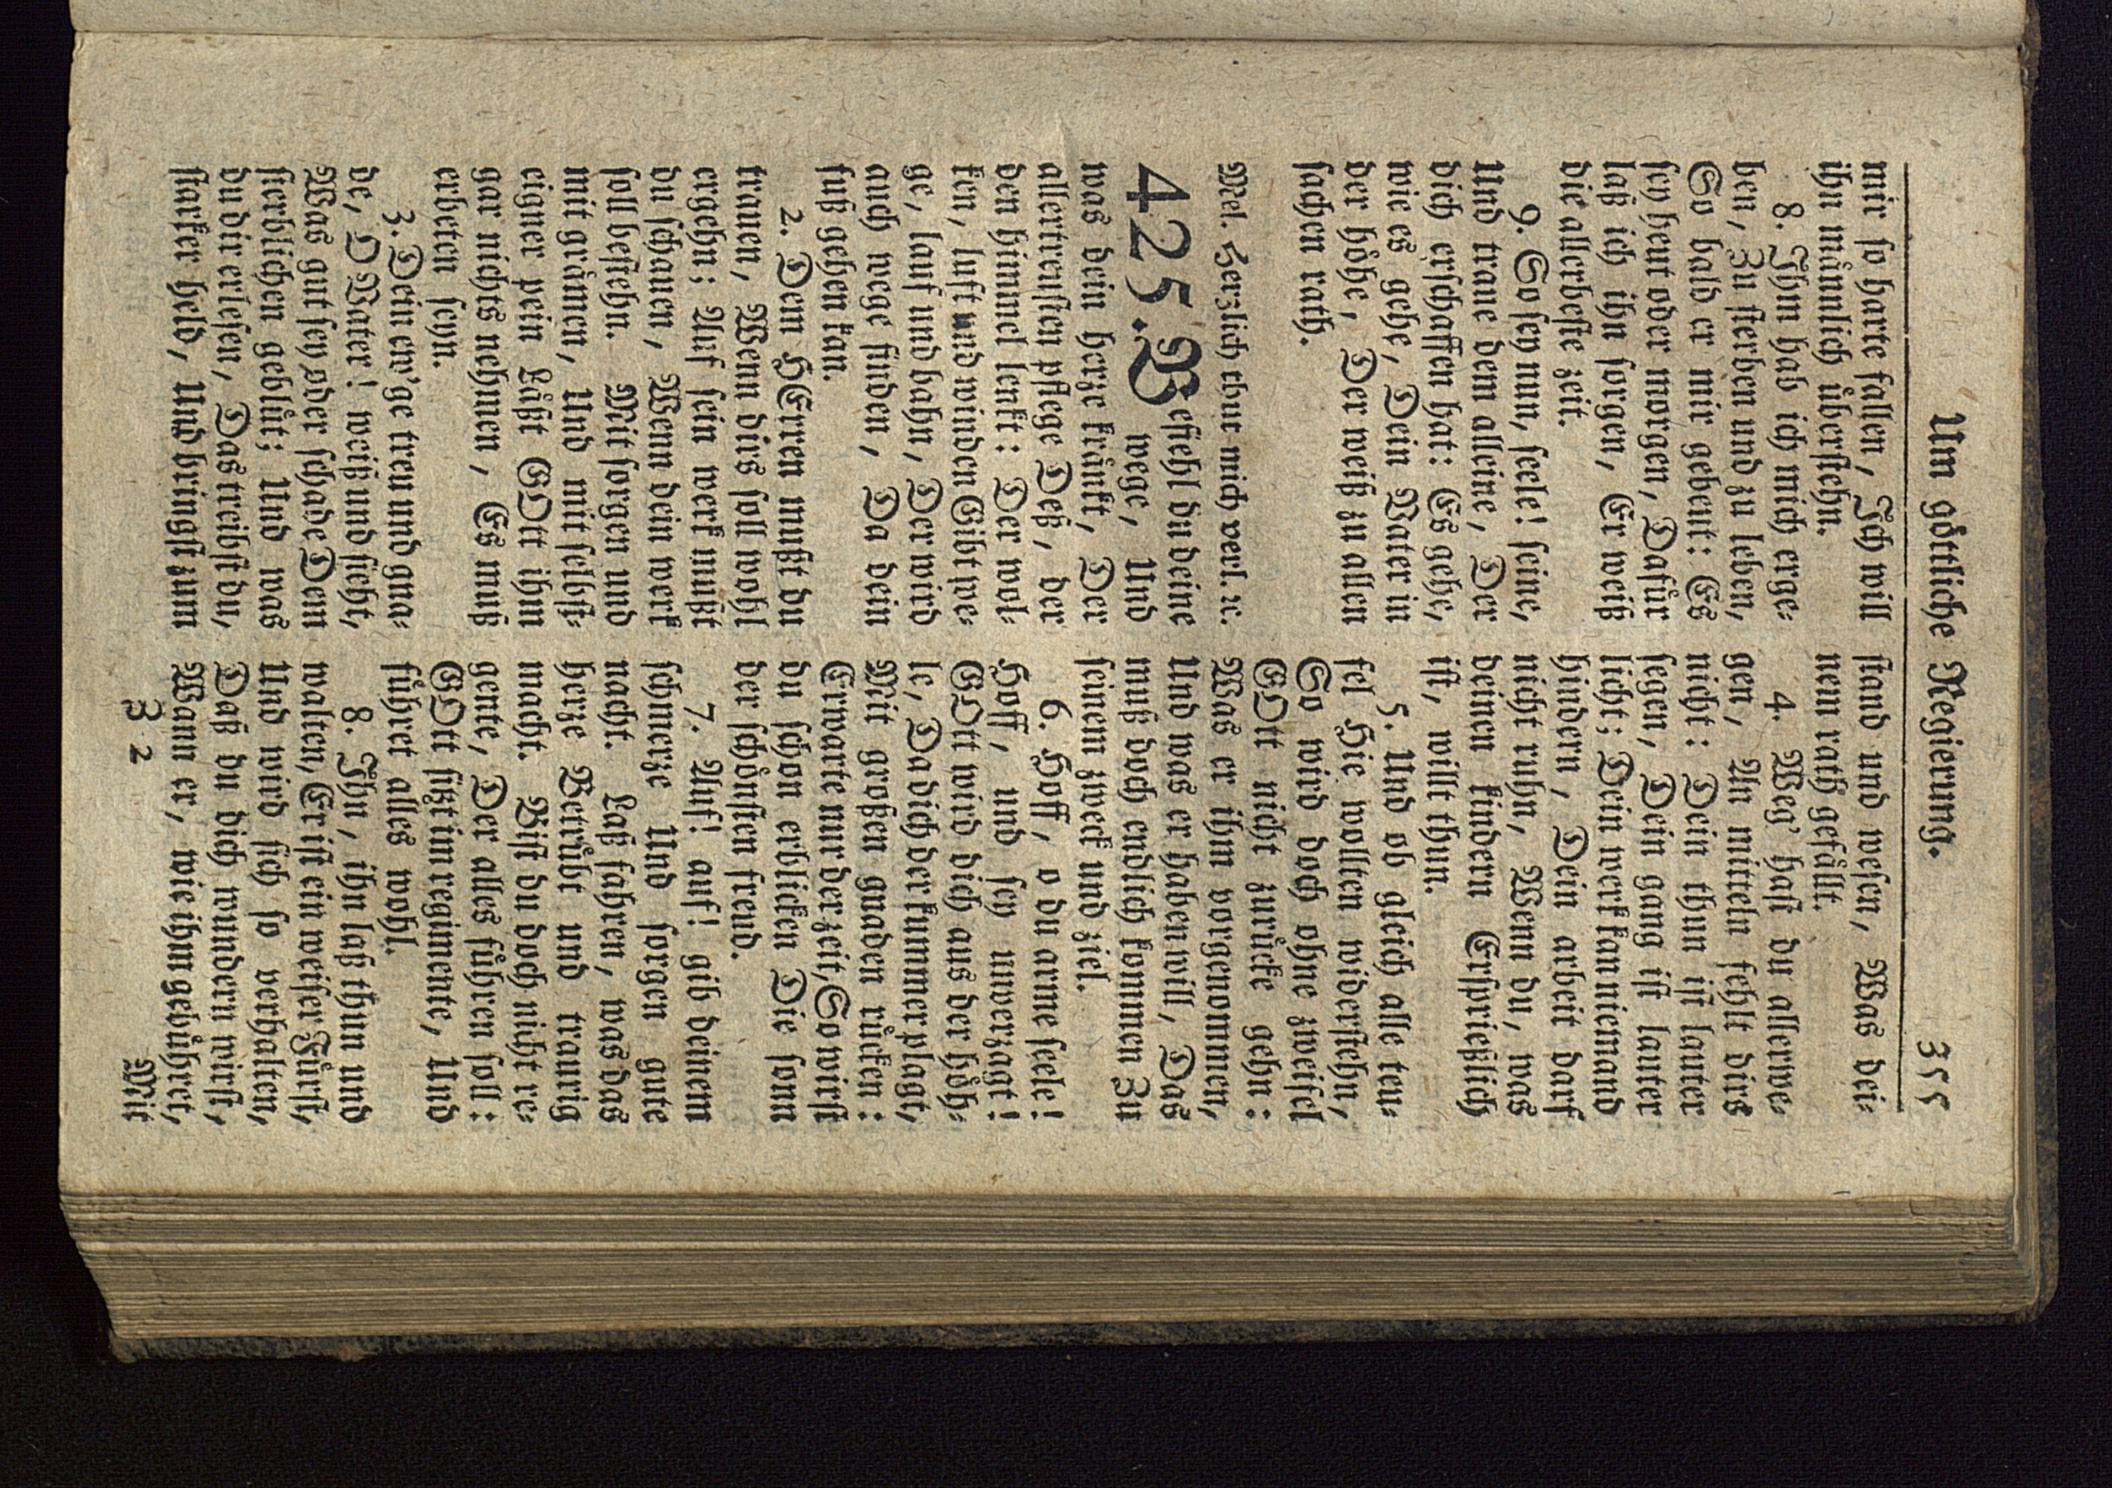 Um göttliche Regierung. 355
mir so harte fallen, Ich will
ihn männlich überstehn.
8. Ihm hab ich mich erge-
ben, Zu sterben und zu leben,
So bald er mir gebeut: Es
sey heut oder morgen, Dafür
laß ich ihn sorgen, Er weiß
die allerbeste zeit.
9. So sey nun, seele! seine,
Und traue dem alleine, Der
dich erschaffen hat: Es gehe,
wie es gehe, Dein Vater in
der höhe, Der weiß zu allen
sachen rath.
Mel. Herzlich thut mich verl. ꝛc.
425. Befiehl du deine
wege, Und
was dein herze kränkt, Der
allertreusten pflege Deß, der
den himmel lenkt: Der wol-
ken, luft und winden Gibt we-
ge, lauf und bahn, Der wird
auch wege finden, Da dein
fuß gehen kan.
2. Dem HErren mußt du
trauen, Wenn dirs soll wohl
ergehn; Auf sein werk mußt
du schauen, Wenn dein werk
soll bestehn. Mit sorgen und
mit grämen, Und mit selbst-
eigner pein Läßt GOtt ihm
gar nichts nehmen, Es muß
erbeten seyn.
3. Dein ew'ge treu und gna-
de, O Vater! weiß und sieht,
Was gut sey oder schade Dem
sterblichen geblüt; Und was
du dir erlesen, Das treibst du,
starker held, Und bringst zum
stand und wesen, Was dei-
nem rath gefällt.
4. Weg' hast du allerwe-
gen, An mitteln fehlt dirs
nicht: Dein thun ist lauter
segen, Dein gang ist lauter
licht; Dein werk kan niemand
hindern, Dein arbeit darf
nicht ruhn, Wenn du, was
deinen kindern Ersprießlich
ist, willt thun.
5. Und ob gleich alle teu-
fel Hie wollten widerstehn,
So wird doch ohne zweifel
GOtt nicht zurücke gehn:
Was er ihm vorgenommen,
Und was er haben will, Das
muß doch endlich kommen Zu
seinem zweck und ziel.
6. Hoff, o du arme seele!
Hoff, und sey unverzagt!
GOtt wird dich aus der höh-
le, Da dich der kummer plagt,
Mit großen gnaden rücken:
Erwarte nur der zeit, So wirst
du schon erblicken Die sonn
der schönsten freud.
7. Auf! auf! gib deinem
schmerze Und sorgen gute
nacht. Laß fahren, was das
herze Betrübt und traurig
macht. Bist du doch nicht re-
gente, Der alles führen soll:
GOtt sitzt im regimente, Und
führet alles wohl.
8. Ihn, ihn laß thun und
walten, Er ist ein weiser Fürst,
Und wird sich so verhalten,
Daß du dich wundern wirst,
Wann er, wie ihm gebühret,
Z 2 Mit